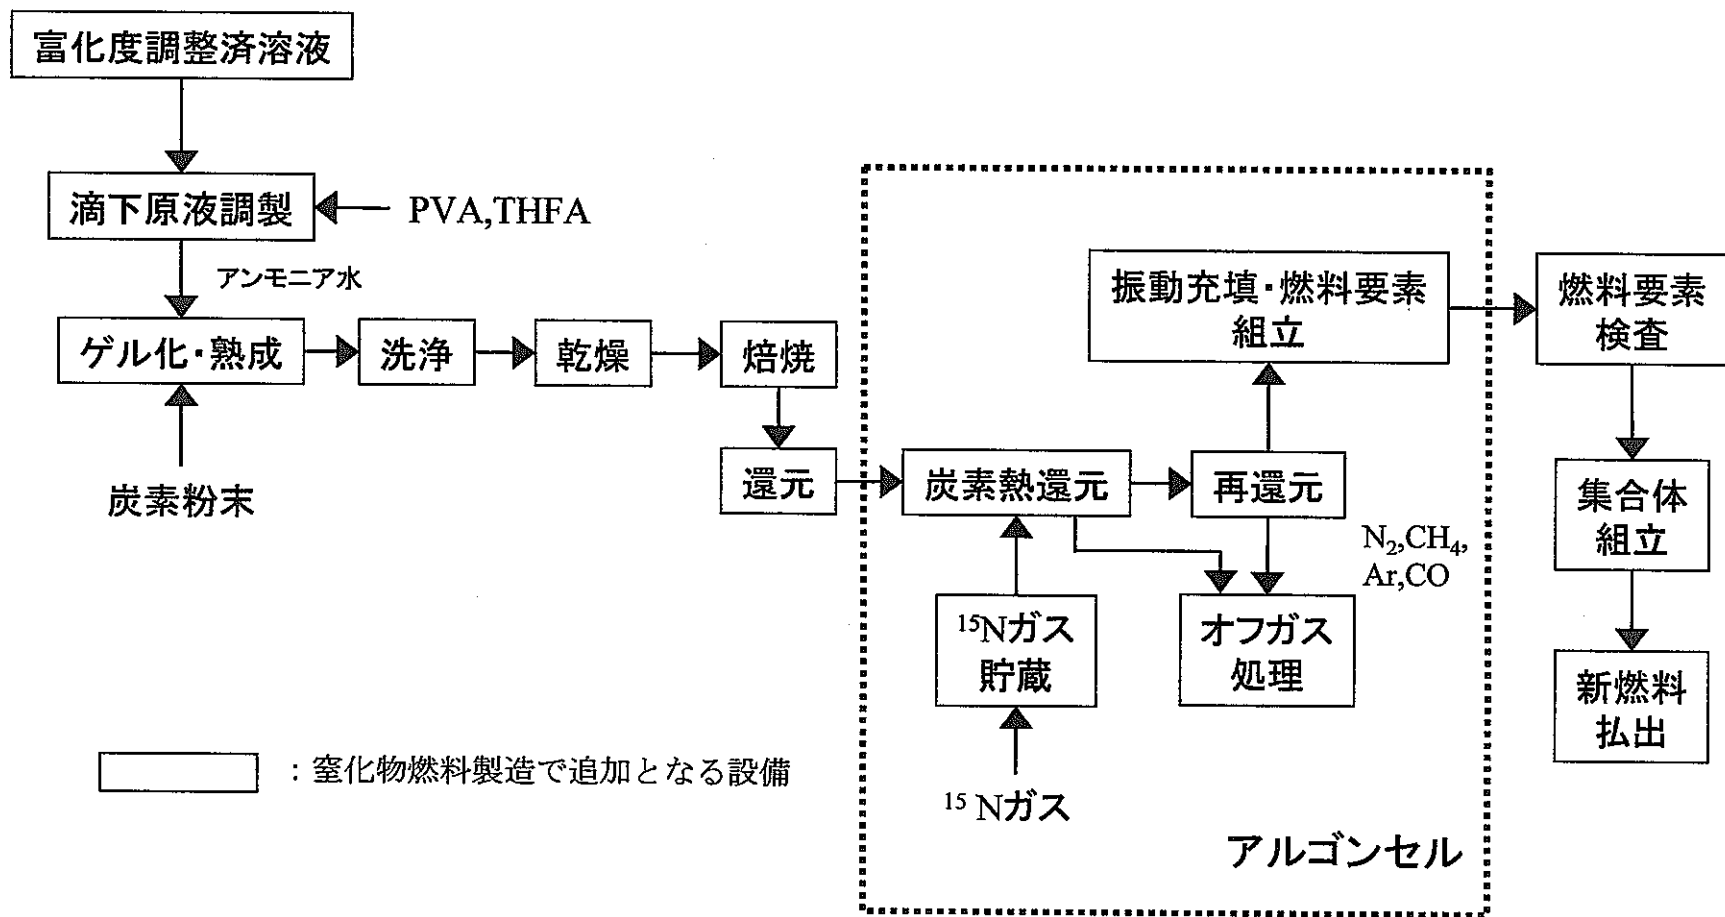 富化度調整済溶液
滴下原液調製
PVA,THFA
アンモニア水
ゲル化・熟成
洗浄
乾燥
焙焼
炭素粉末
還元
炭素熱還元
再還元
振動充填・燃料要素
組立
燃料要素
検査
N₂,CH₄,
Ar,CO
集合体
組立
¹⁵Nガス
貯蔵
オフガス
処理
新燃料
払出
¹⁵Nガス
：窒化物燃料製造で追加となる設備
アルゴンセル